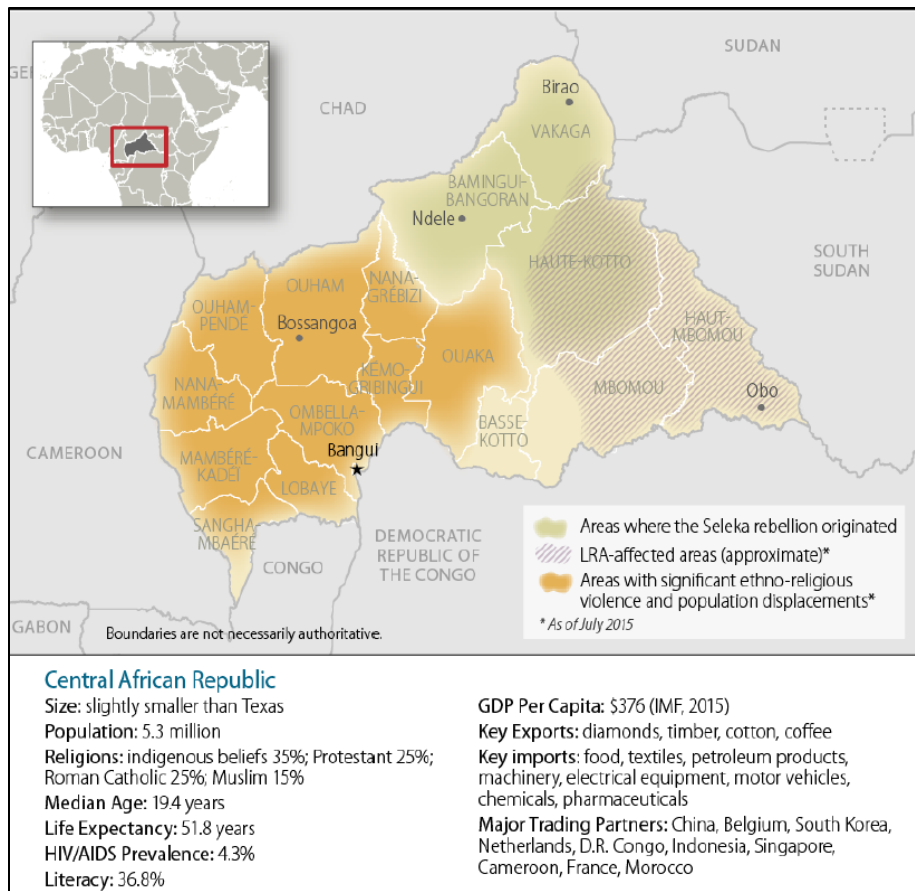 SUDAN
CHAD
Birao
VAKAGA
BAMINGUI-
BANGORAN
Ndele
SOUTH
SUDAN
HAUTE-KOTTO
NANA-
GRÉBIZI
OUHAM
OUHAM-
PENDÉ
HAUT-
MBOMOU
Bossangoa
OUAKA
KÉMO-
GRIBINGUI
NANA-
MAMBÉRÉ
MBOMOU
Obo
OMBELLA-
MPOKO
BASSE-
KOTTO
Bangui
CAMEROON
MAMBÉRÉ-
KADÉÏ
LOBAYE
SANGHA-
MBAÉRÉ
DEMOCRATIC
REPUBLIC OF
THE CONGO
CONGO
GABON
Boundaries are not necessarily authoritative.
Areas where the Seleka rebellion originated
LRA-affected areas (approximate)*
Areas with significant ethno-religious
violence and population displacements*
* As of July 2015
Central African Republic
Size: slightly smaller than Texas
Population: 5.3 million
Religions: indigenous beliefs 35%; Protestant 25%;
Roman Catholic 25%; Muslim 15%
Median Age: 19.4 years
Life Expectancy: 51.8 years
HIV/AIDS Prevalence: 4.3%
Literacy: 36.8%
GDP Per Capita: $376 (IMF, 2015)
Key Exports: diamonds, timber, cotton, coffee
Key imports: food, textiles, petroleum products,
machinery, electrical equipment, motor vehicles,
chemicals, pharmaceuticals
Major Trading Partners: China, Belgium, South Korea,
Netherlands, D.R. Congo, Indonesia, Singapore,
Cameroon, France, Morocco